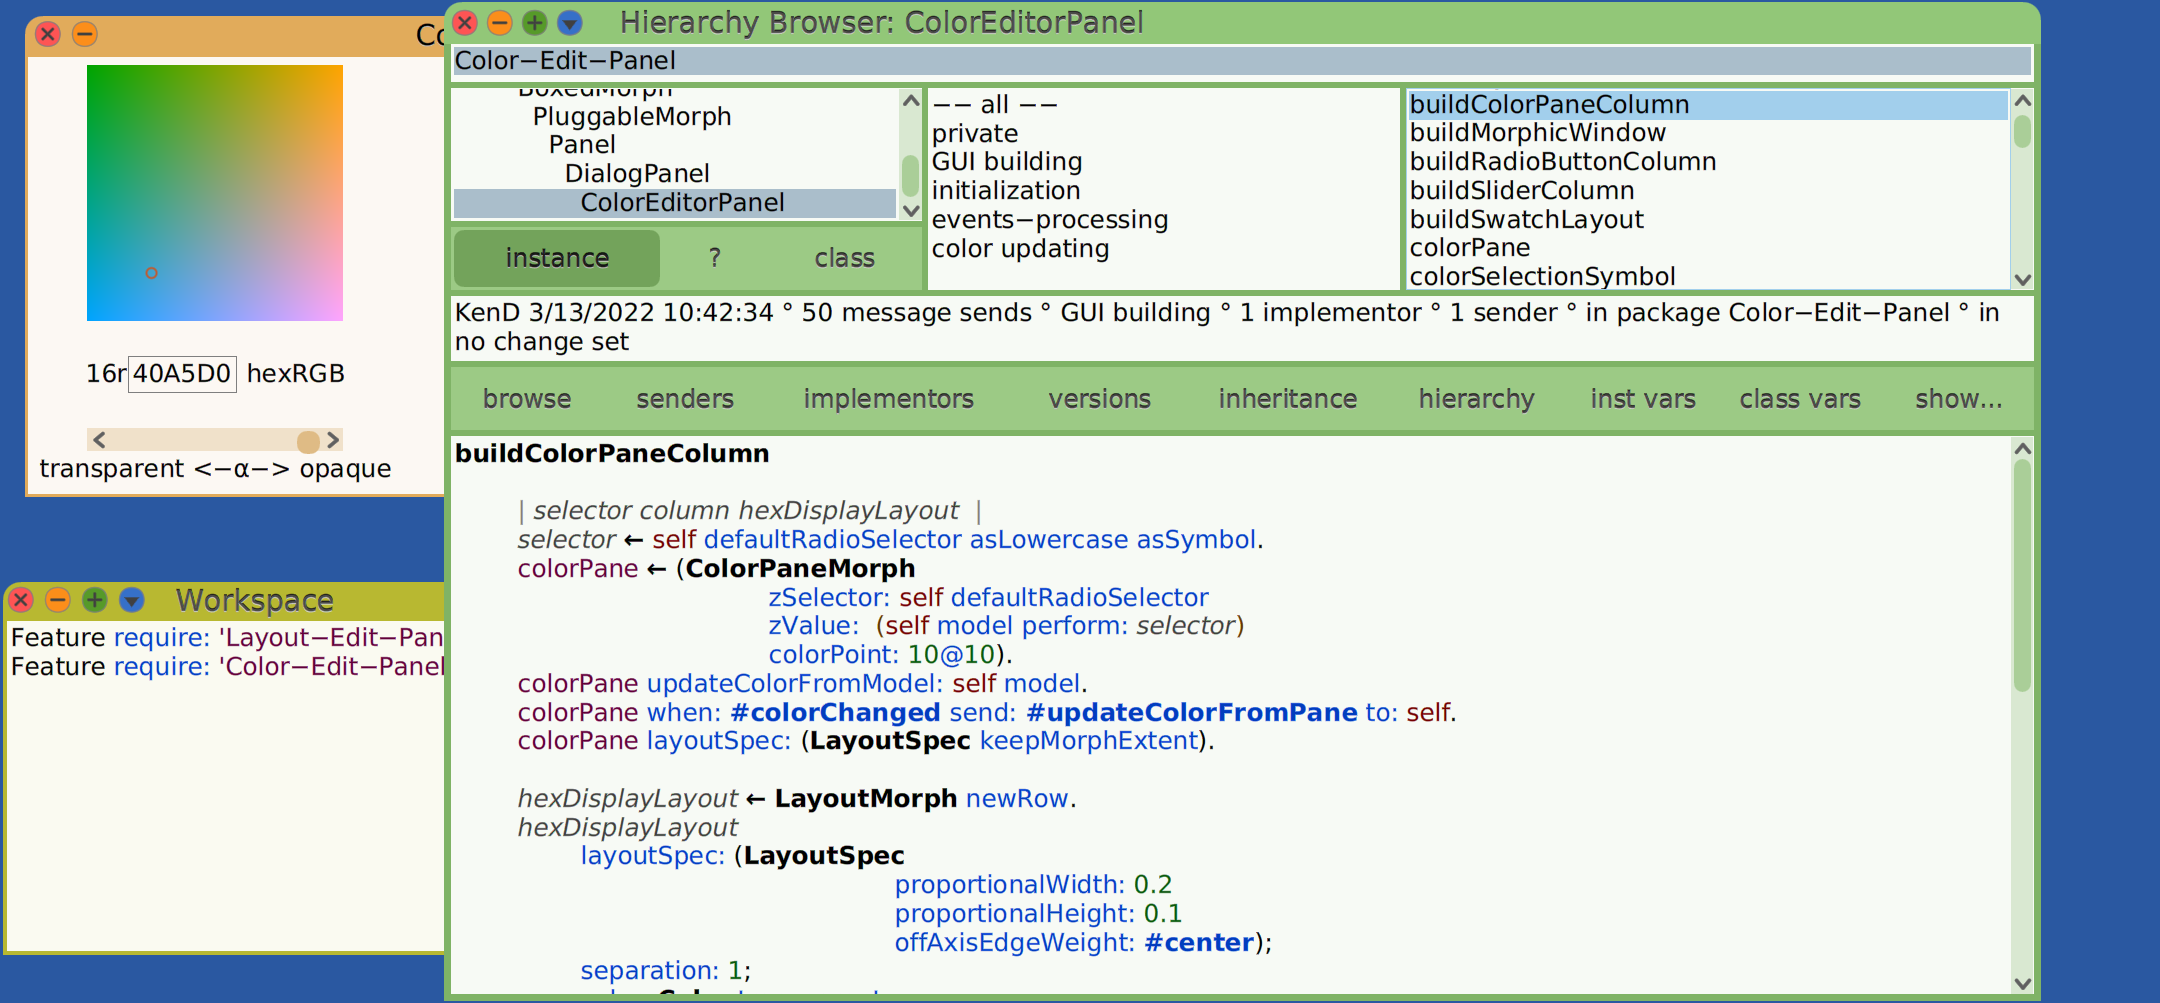 Co
16r 40A5D0 hexRGB
transparent <−α−> opaque
Workspace
Feature require: 'Layout−Edit−Pan
Feature require: 'Color−Edit−Panel
Hierarchy Browser: ColorEditorPanel
Color−Edit−Panel
BoxedMorph
PluggableMorph
Panel
DialogPanel
ColorEditorPanel
instance ? class
−− all −−
private
GUI building
initialization
events−processing
color updating
buildColorPaneColumn
buildMorphicWindow
buildRadioButtonColumn
buildSliderColumn
buildSwatchLayout
colorPane
colorSelectionSymbol
KenD 3/13/2022 10:42:34 ° 50 message sends ° GUI building ° 1 implementor ° 1 sender ° in package Color−Edit−Panel ° in
no change set
browse senders implementors versions inheritance hierarchy inst vars class vars show...
buildColorPaneColumn
| selector column hexDisplayLayout |
selector ← self defaultRadioSelector asLowercase asSymbol.
colorPane ← (ColorPaneMorph
zSelector: self defaultRadioSelector
zValue: (self model perform: selector)
colorPoint: 10@10).
colorPane updateColorFromModel: self model.
colorPane when: #colorChanged send: #updateColorFromPane to: self.
colorPane layoutSpec: (LayoutSpec keepMorphExtent).
hexDisplayLayout ← LayoutMorph newRow.
hexDisplayLayout
layoutSpec: (LayoutSpec
proportionalWidth: 0.2
proportionalHeight: 0.1
offAxisEdgeWeight: #center);
separation: 1;